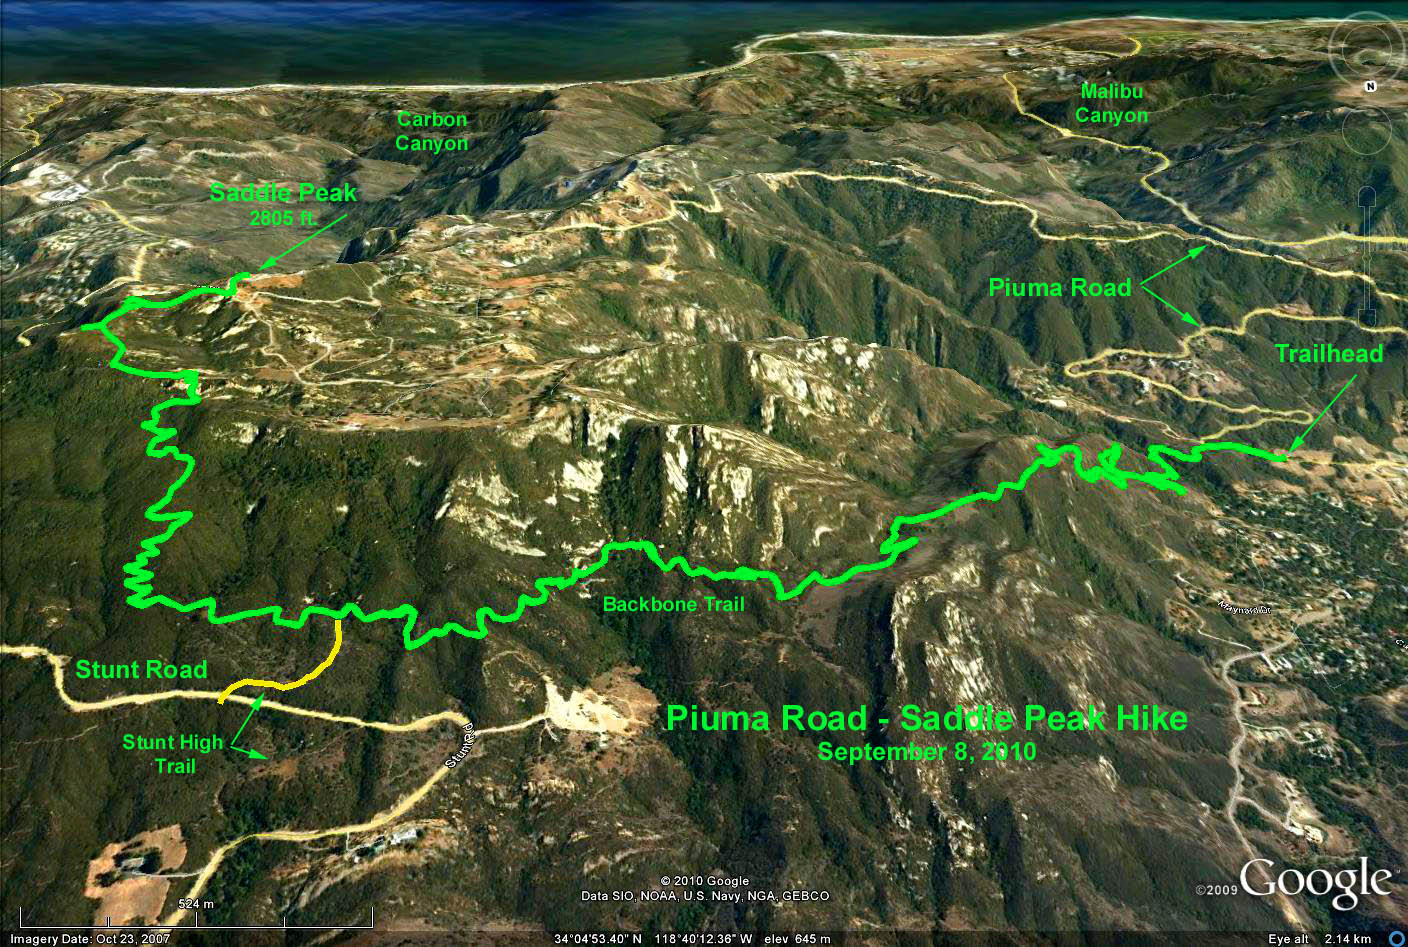 N
Malibu
Canyon
Carbon
Canyon
Saddle Peak
2805 ft.
Piuma Road
Trailhead
Backbone Trail
Maynard Dr
Stunt Road
Piuma Road - Saddle Peak Hike
September 8, 2010
Stunt High
Trail
Stunt Rd
© 2010 Google
Data SIO, NOAA, U.S. Navy, NGA, GEBCO
©2009 Google™
524 m
Imagery Date: Oct 23, 2007
34°04'53.40" N 118°40'12.36" W elev 645 m
Eye alt 2.14 km